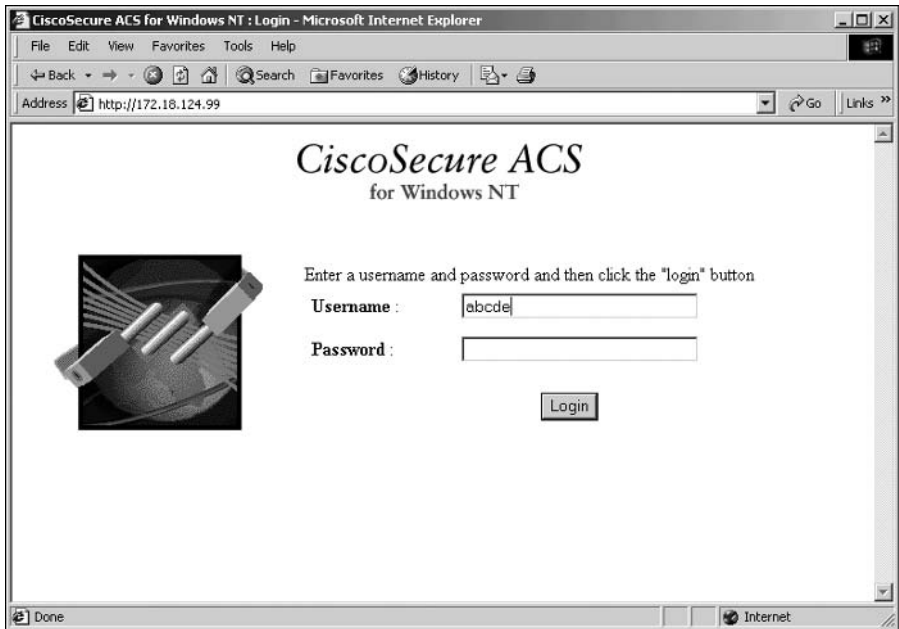 CiscoSecure ACS for Windows NT : Login - Microsoft Internet Explorer
File Edit View Favorites Tools Help
Back Search Favorites History
Address http://172.18.124.99 Go Links »
CiscoSecure ACS
for Windows NT
Enter a username and password and then click the "login" button
Username : abcde
Password :
Login
Done Internet